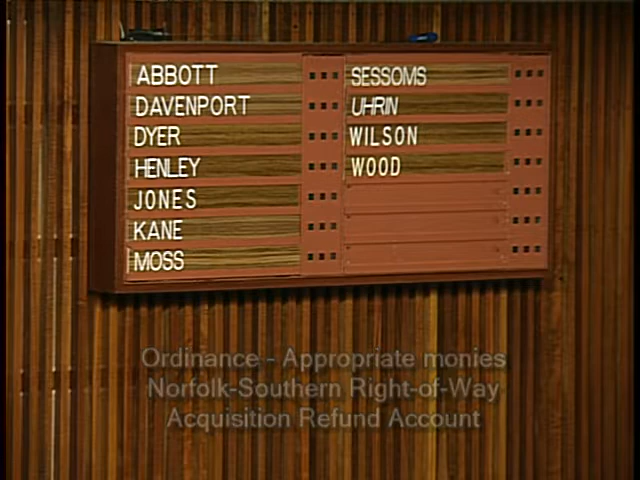 ABBOTT
DAVENPORT
DYER
HENLEY
JONES
KANE
MOSS
SESSOMS
UHRIN
WILSON
WOOD
Ordinance - Appropriate monies
Norfolk-Southern Right-of-Way
Acquisition Refund Account